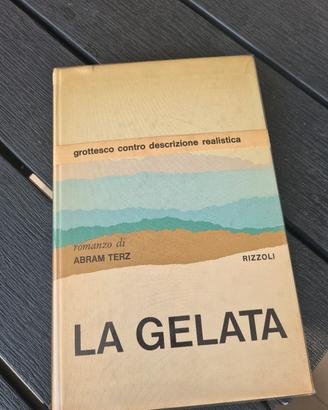 grottesco contro descrizione realistica
romanzo di
ABRAM TERZ
RIZZOLI
LA GELATA